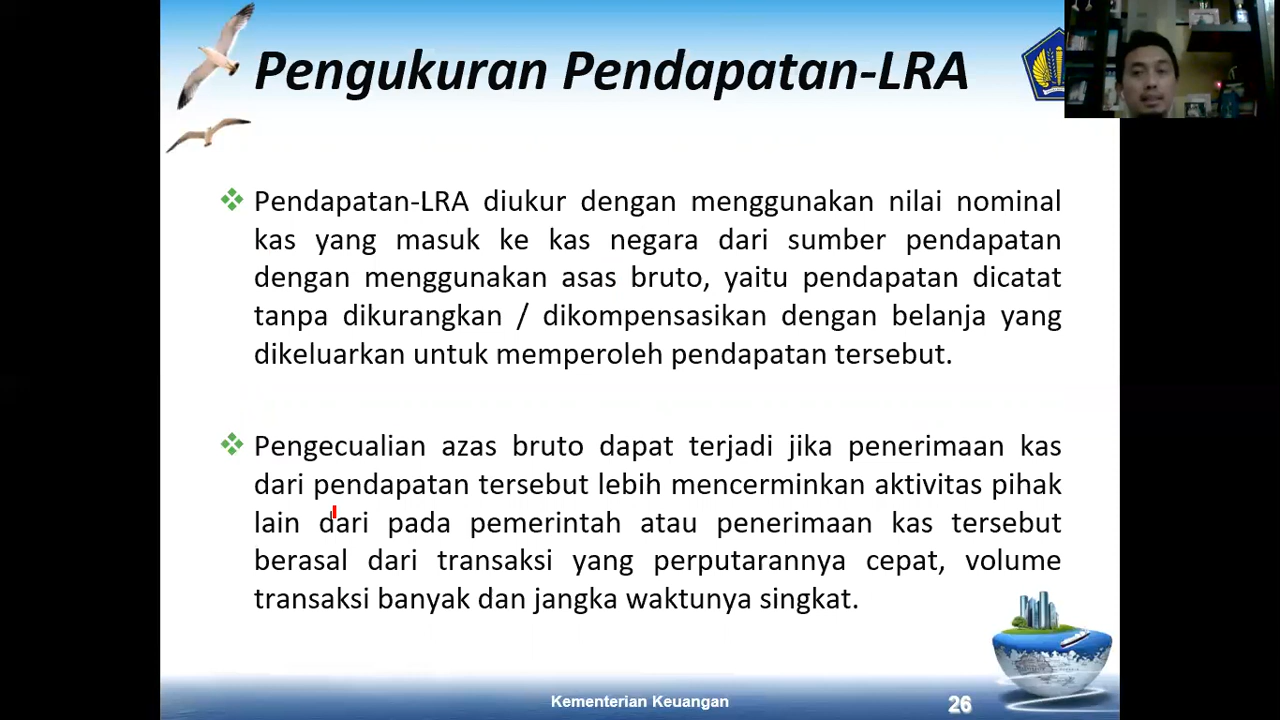 Pengukuran Pendapatan-LRA
Pendapatan-LRA diukur dengan menggunakan nilai nominal
kas yang masuk ke kas negara dari sumber pendapatan
dengan menggunakan asas bruto, yaitu pendapatan dicatat
tanpa dikurangkan / dikompensasikan dengan belanja yang
dikeluarkan untuk memperoleh pendapatan tersebut.
Pengecualian azas bruto dapat terjadi jika penerimaan kas
dari pendapatan tersebut lebih mencerminkan aktivitas pihak
lain dari pada pemerintah atau penerimaan kas tersebut
berasal dari transaksi yang perputarannya cepat, volume
transaksi banyak dan jangka waktunya singkat.
Kementerian Keuangan
26